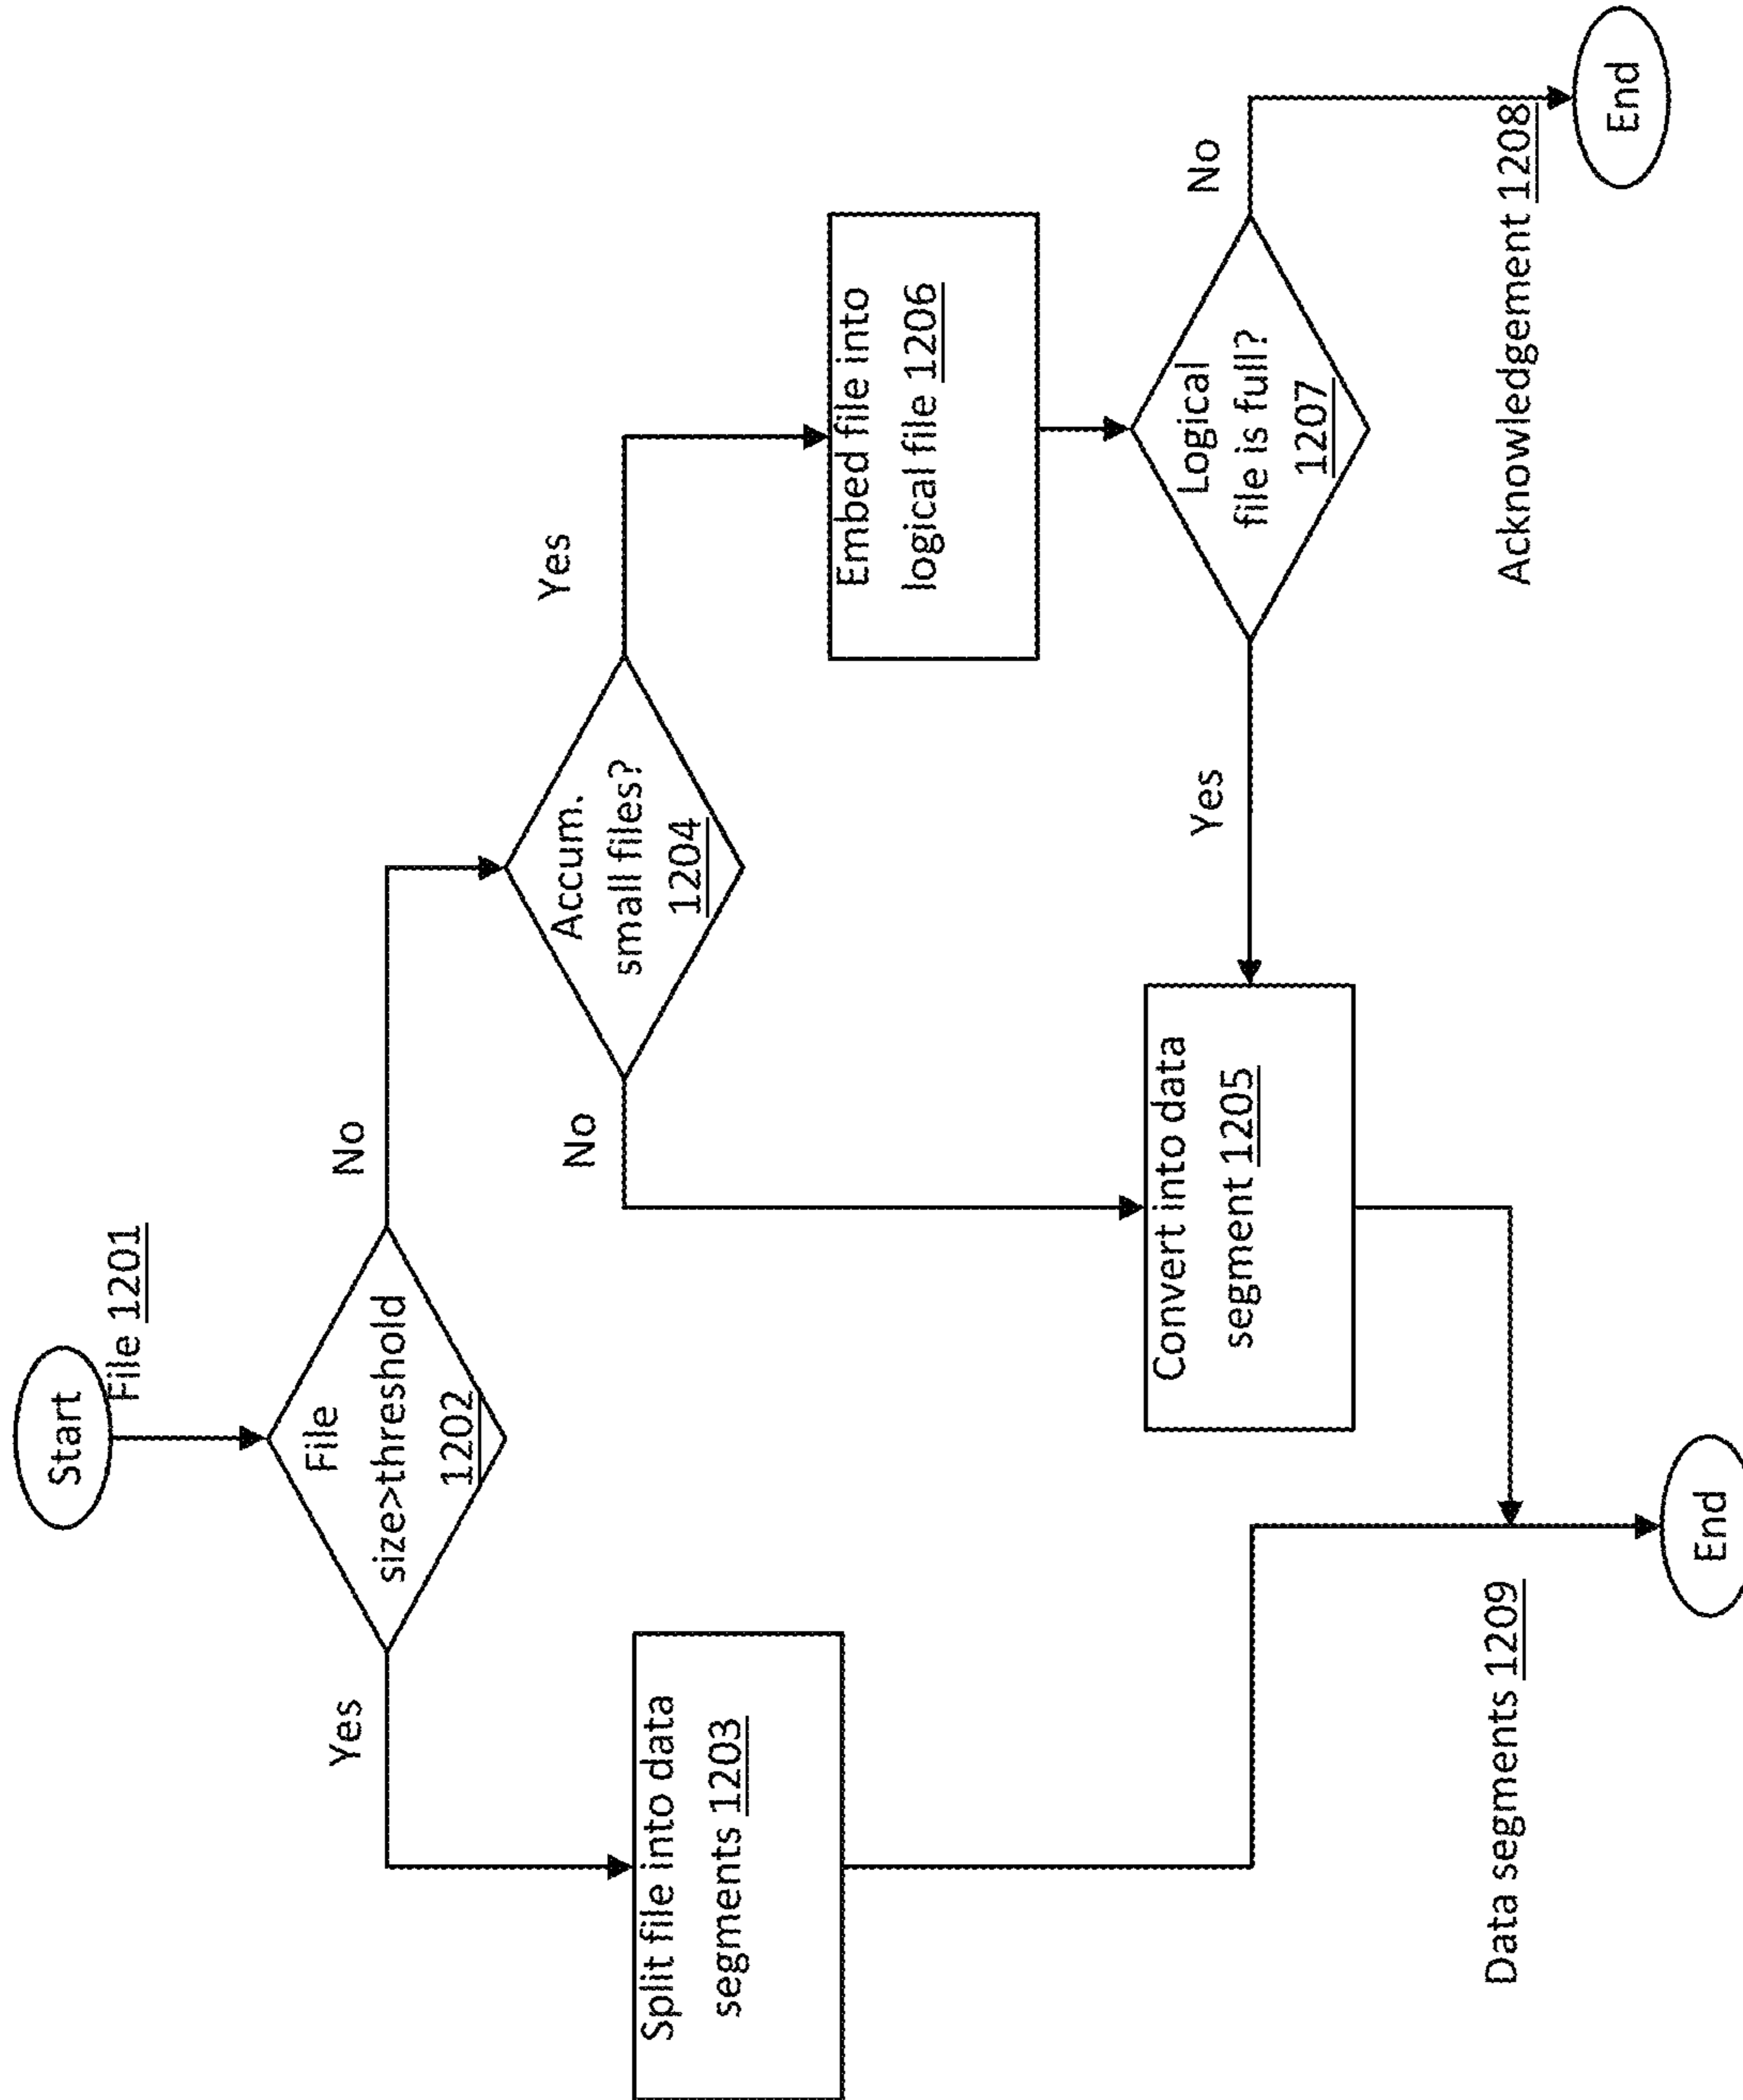 Start
File 1201
File
size>threshold
1202
Yes
No
Split file into data
segments 1203
Accum.
small files?
1204
No
Yes
Embed file into
logical file 1206
Convert into data
segment 1205
Yes
Logical
file is full?
1207
No
Data segments 1209
Acknowledgement 1208
End
End